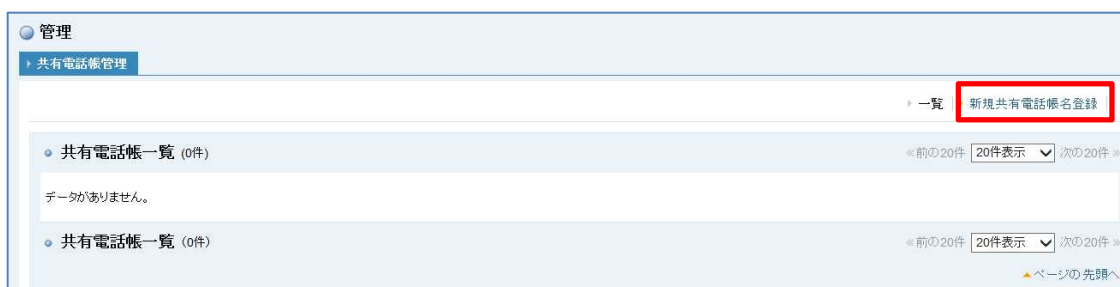 管理
共有電話帳管理
一覧 | 新規共有電話帳名登録 |
共有電話帳一覧 (0件) «前の20件 20件表示 次の20件»
データがありません。
共有電話帳一覧 (0件) «前の20件 20件表示 次の20件»
ページの先頭へ